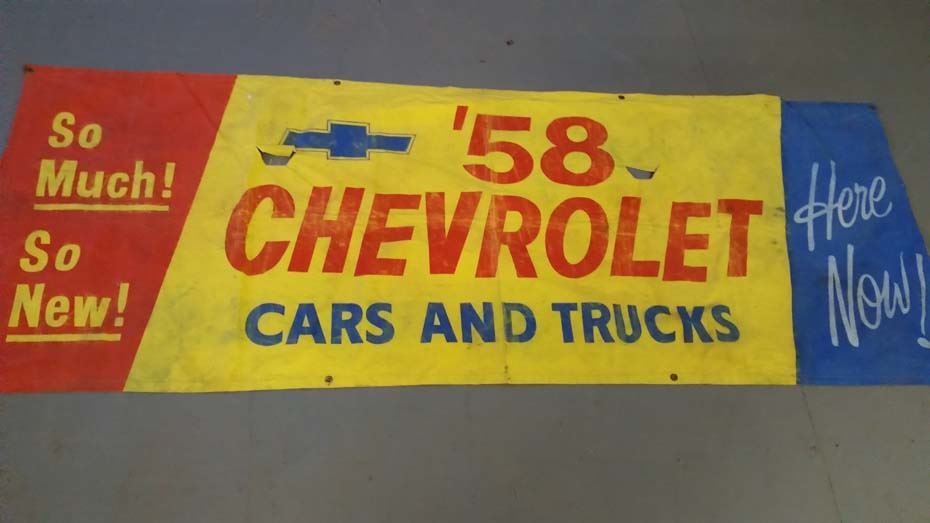 So
Much!
So
New!
'58
CHEVROLET
CARS AND TRUCKS
Here
Now!